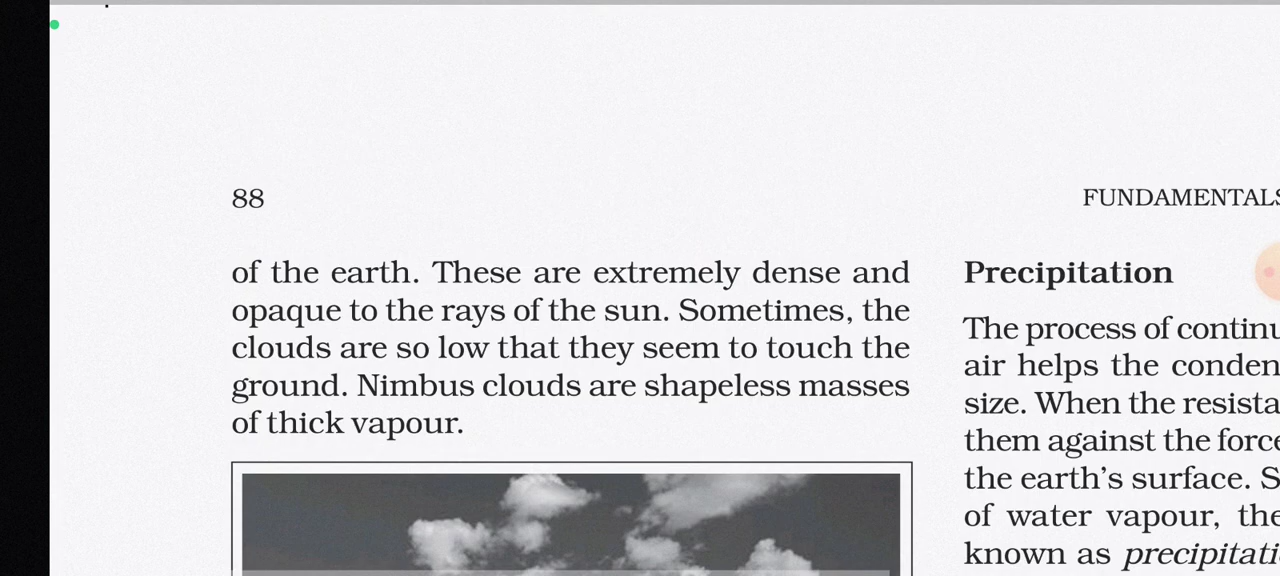 88
FUNDAMENTALS
of the earth. These are extremely dense and
opaque to the rays of the sun. Sometimes, the
clouds are so low that they seem to touch the
ground. Nimbus clouds are shapeless masses
of thick vapour.
Precipitation
The process of
air helps the
size. When the
them against the
the earth's surface.
of water vapour, the
known as